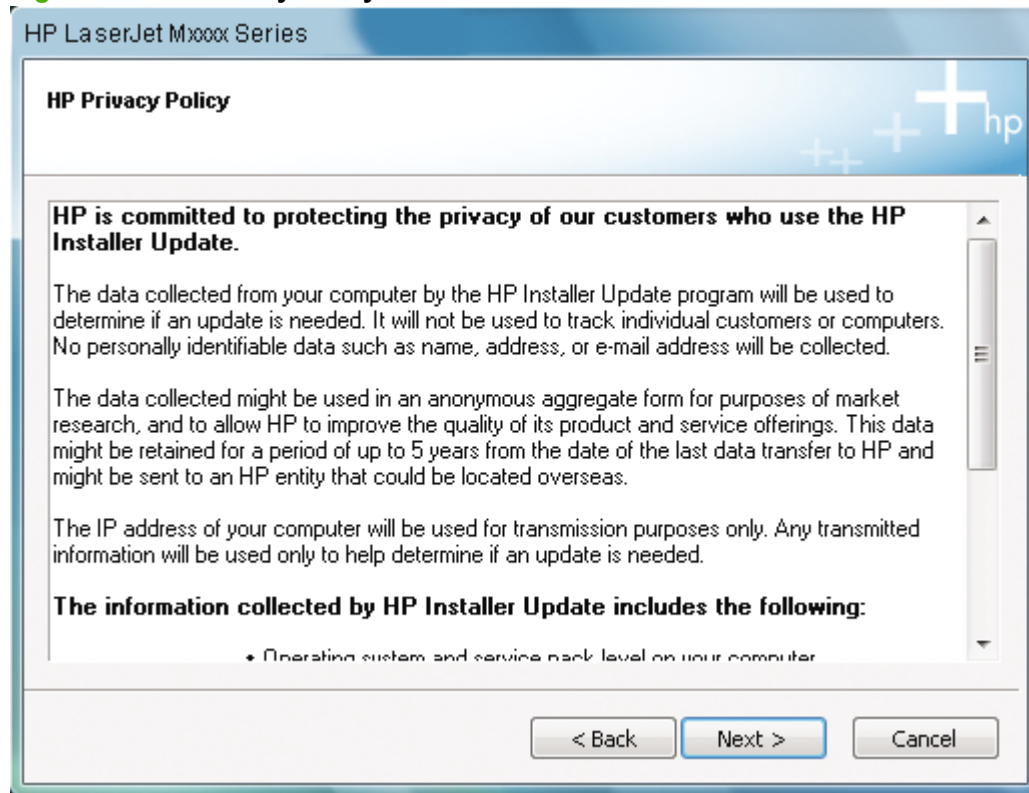 HP LaserJet Mxxxx Series
HP Privacy Policy
hp
HP is committed to protecting the privacy of our customers who use the HP
Installer Update.
The data collected from your computer by the HP Installer Update program will be used to
determine if an update is needed. It will not be used to track individual customers or computers.
No personally identifiable data such as name, address, or e-mail address will be collected.
The data collected might be used in an anonymous aggregate form for purposes of market
research, and to allow HP to improve the quality of its product and service offerings. This data
might be retained for a period of up to 5 years from the date of the last data transfer to HP and
might be sent to an HP entity that could be located overseas.
The IP address of your computer will be used for transmission purposes only. Any transmitted
information will be used only to help determine if an update is needed.
The information collected by HP Installer Update includes the following:
• Operating system and service pack level on your computer
< Back
Next >
Cancel